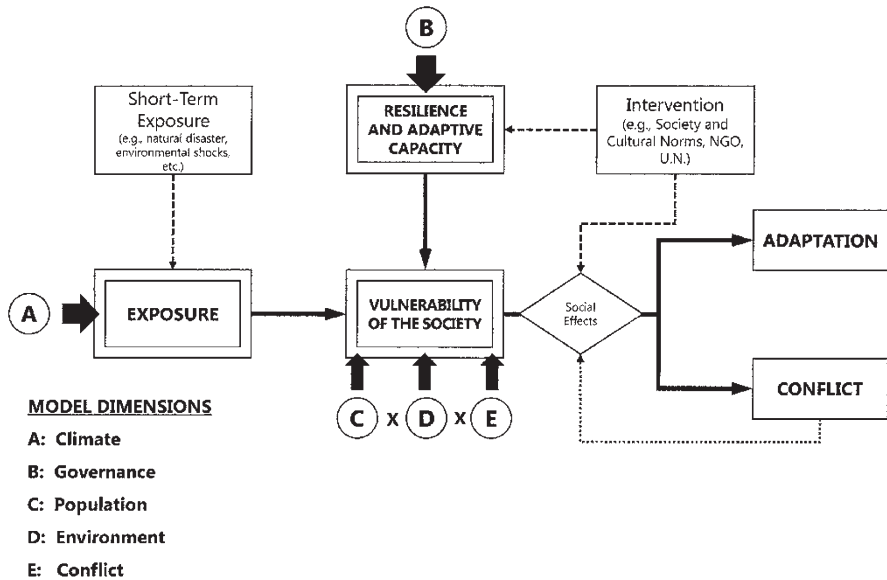 B
Short-Term
Exposure
(e.g., natural disaster,
environmental shocks,
etc.)
RESILIENCE
AND ADAPTIVE
CAPACITY
Intervention
(e.g., Society and
Cultural Norms, NGO,
U.N.)
ADAPTATION
A
EXPOSURE
VULNERABILITY
OF THE SOCIETY
Social
Effects
CONFLICT
C x D x E
MODEL DIMENSIONS
A: Climate
B: Governance
C: Population
D: Environment
E: Conflict